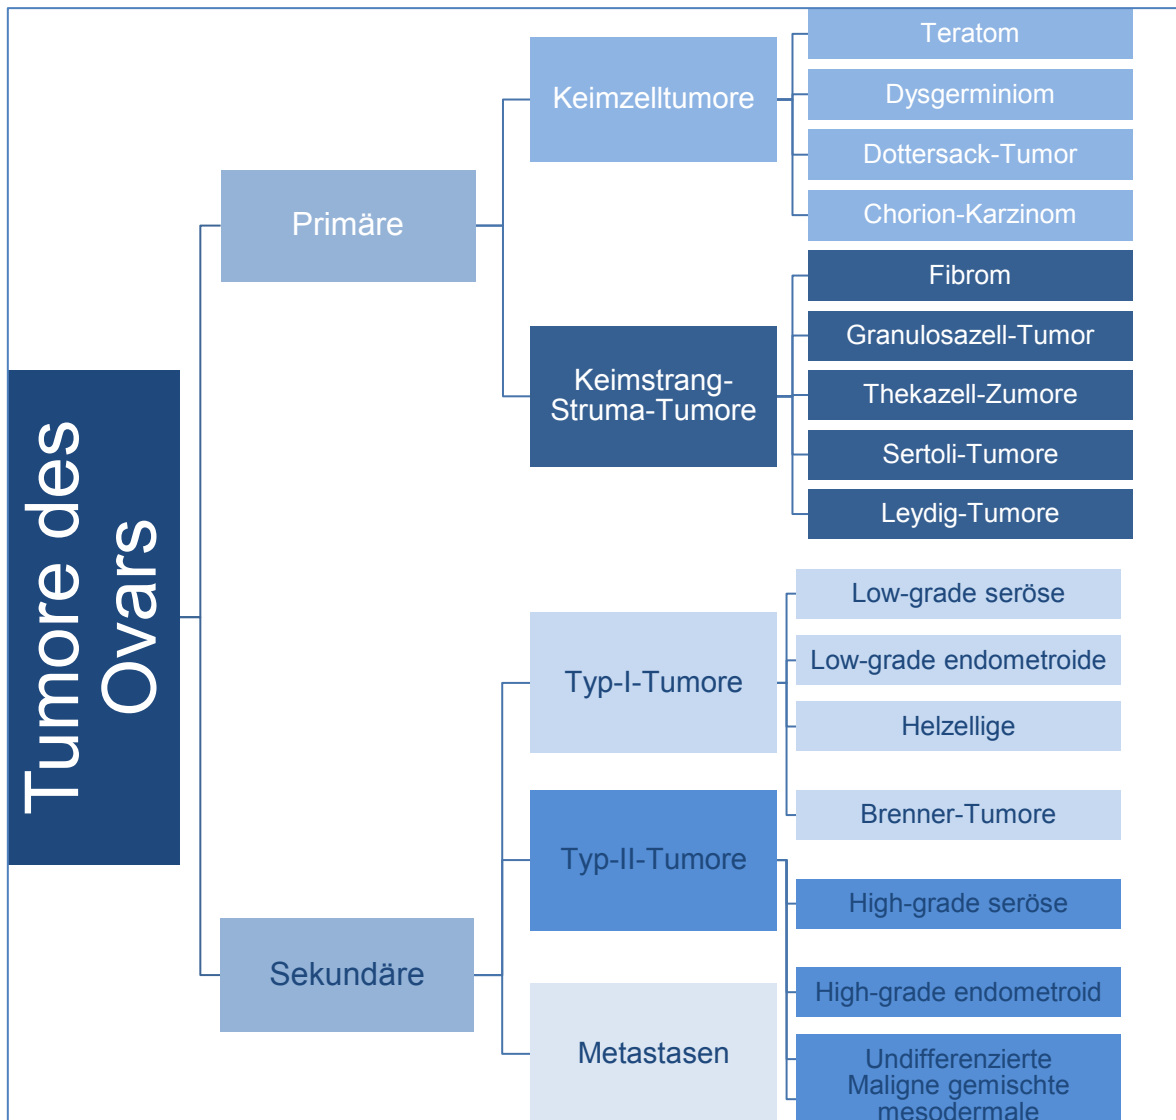 Tumore des
Ovars
Primäre
Keimzelltumore
Teratom
Dysgerminiom
Dottersack-Tumor
Chorion-Karzinom
Keimstrang-
Struma-Tumore
Fibrom
Granulosazell-Tumor
Thekazell-Zumore
Sertoli-Tumore
Leydig-Tumore
Sekundäre
Typ-I-Tumore
Low-grade seröse
Low-grade endometroide
Helzellige
Brenner-Tumore
Typ-II-Tumore
High-grade seröse
High-grade endometroid
Undifferenzierte
Maligne gemischte
mesodermale
Metastasen